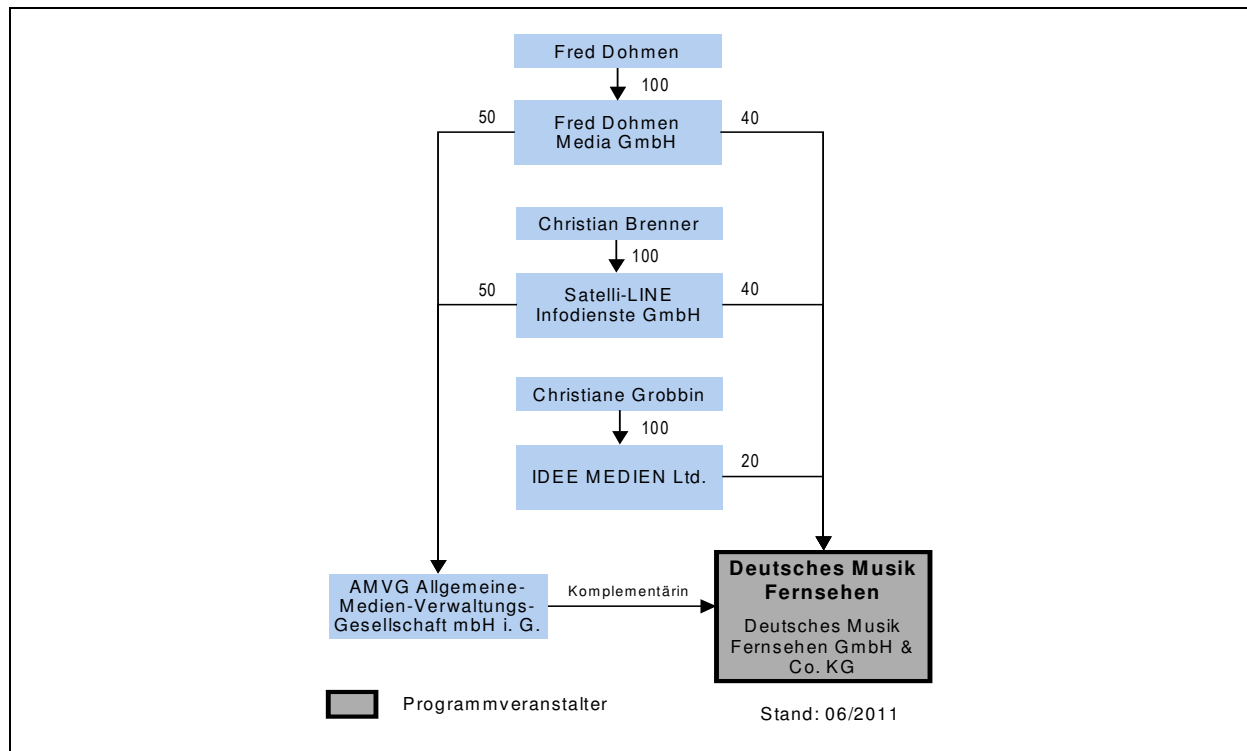 Fred Dohmen
100
50
Fred Dohmen
Media GmbH
40
Christian Brenner
100
50
Satelli-LINE
Infodienste GmbH
40
Christiane Grobbin
100
IDEE MEDIEN Ltd.
20
AMVG Allgemeine-
Medien-Verwaltungs-
Gesellschaft mbH i. G.
Komplementärin
Deutsches Musik
Fernsehen
Deutsches Musik
Fernsehen GmbH &
Co. KG
Programmveranstalter
Stand: 06/2011